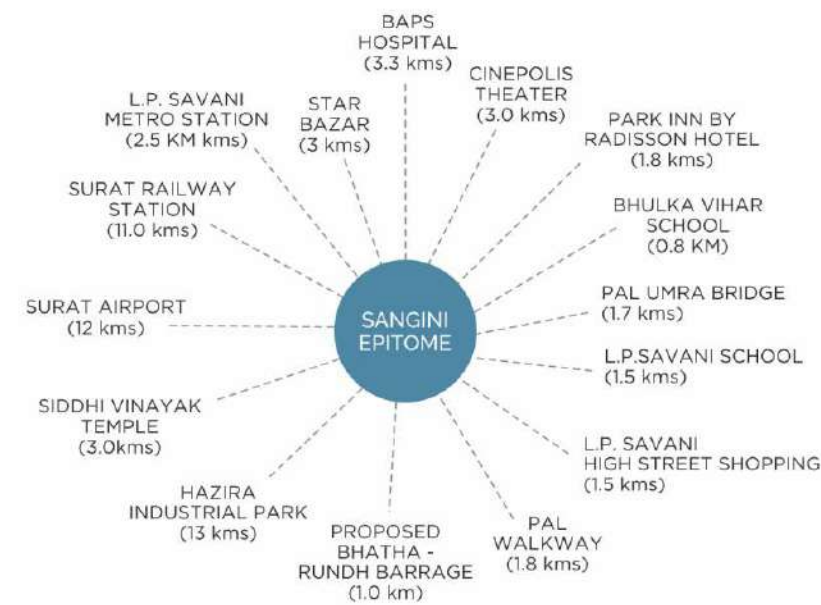 BAPS
HOSPITAL
(3.3 kms)
CINEPOLIS
THEATER
(3.0 kms)
PARK INN BY
RADISSON HOTEL
(1.8 kms)
BHULKA VIHAR
SCHOOL
(0.8 KM)
PAL UMRA BRIDGE
(1.7 kms)
L.P.SAVANI SCHOOL
(1.5 kms)
L.P. SAVANI
HIGH STREET SHOPPING
(1.5 kms)
PAL
WALKWAY
(1.8 kms)
PROPOSED
BHATHA -
RUNDH BARRAGE
(1.0 km)
HAZIRA
INDUSTRIAL PARK
(13 kms)
SIDDHI VINAYAK
TEMPLE
(3.0kms)
SURAT AIRPORT
(12 kms)
SURAT RAILWAY
STATION
(11.0 kms)
L.P. SAVANI
METRO STATION
(2.5 KM kms)
STAR
BAZAR
(3 kms)
SANGINI
EPITOME